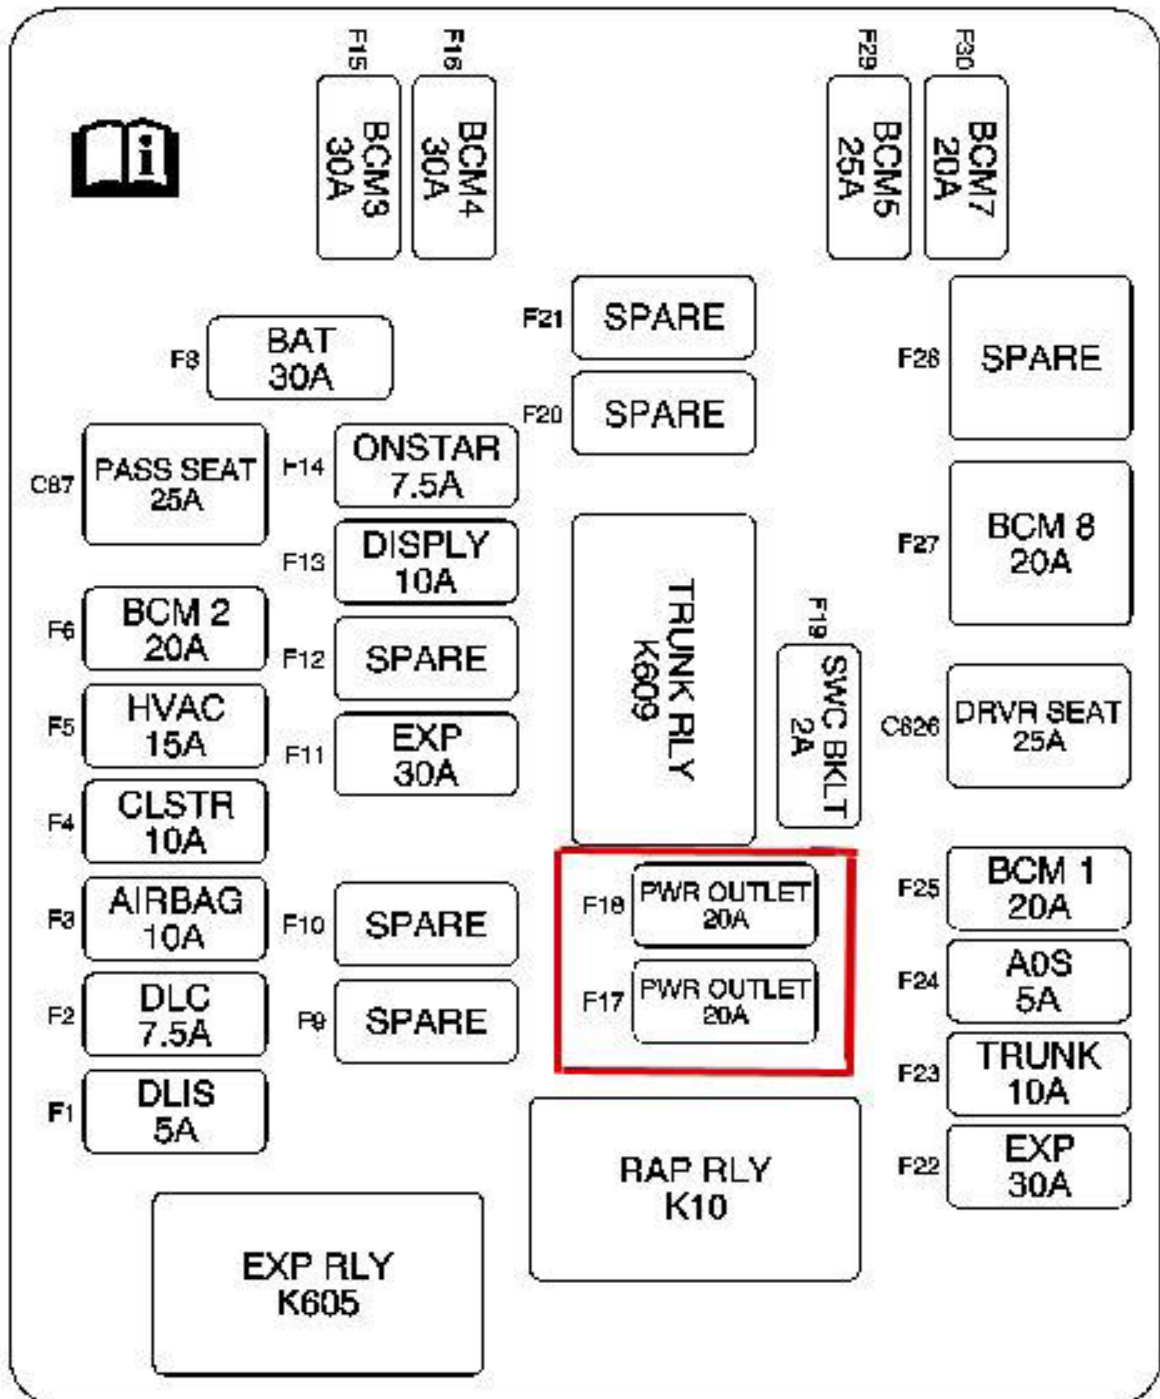 F15
BCM3
30A
F16
BCM4
30A
F29
BCM5
25A
F30
BCM7
20A
i
F8
BAT
30A
F21
SPARE
F20
SPARE
F28
SPARE
C87
PASS SEAT
25A
F14
ONSTAR
7.5A
F13
DISPLY
10A
F27
BCM 8
20A
F6
BCM 2
20A
F12
SPARE
TRUNK RLY
K609
F19
SWC BKLT
2A
C626
DRVR SEAT
25A
F5
HVAC
15A
F11
EXP
30A
F4
CLSTR
10A
F3
AIRBAG
10A
F10
SPARE
F18
PWR OUTLET
20A
F25
BCM 1
20A
F2
DLC
7.5A
F9
SPARE
F17
PWR OUTLET
20A
F24
A0S
5A
F1
DLIS
5A
F23
TRUNK
10A
F22
EXP
30A
RAP RLY
K10
EXP RLY
K605